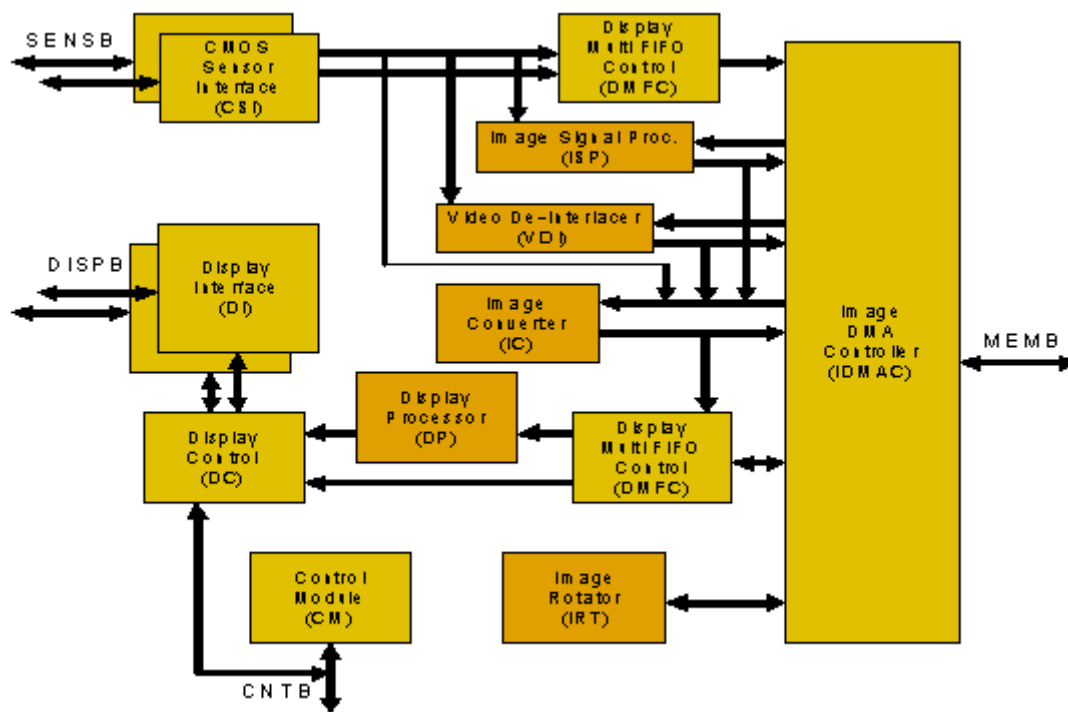 SENSB
CMOS
Sensor
Interface
(CSI)
Display
Multi FIFO
Control
(DMFC)
Image Signal Proc.
(ISP)
Video De-Interlacer
(VDI)
DISPB
Display
Interface
(DI)
Image
Converter
(IC)
Image
DMA
Controller
(IDMAC)
MEMB
Display
Processor
(DP)
Display
Control
(DC)
Display
Multi FIFO
Control
(DMFC)
Control
Module
(CM)
Image
Rotator
(IRT)
CNTB